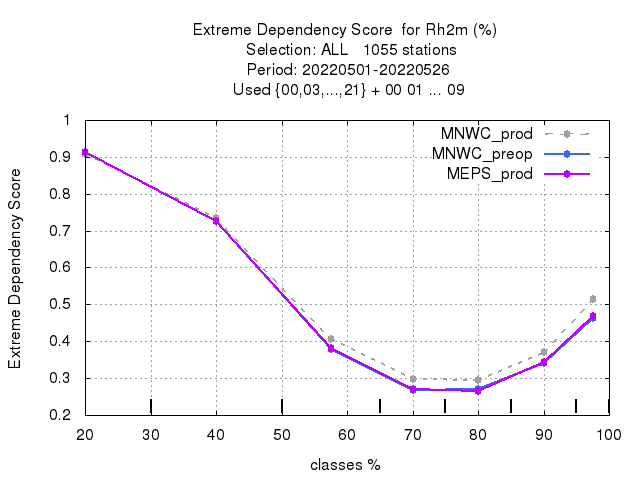 Extreme Dependency Score  for Rh2m (%)
Selection: ALL   1055 stations
Period: 20220501-20220526
Used {00,03,...,21} + 00 01 ... 09
MNWC_prod
MNWC_preop
MEPS_prod
Extreme Dependency Score
1
0.9
0.8
0.7
0.6
0.5
0.4
0.3
0.2
20 30 40 50 60 70 80 90 100
classes %